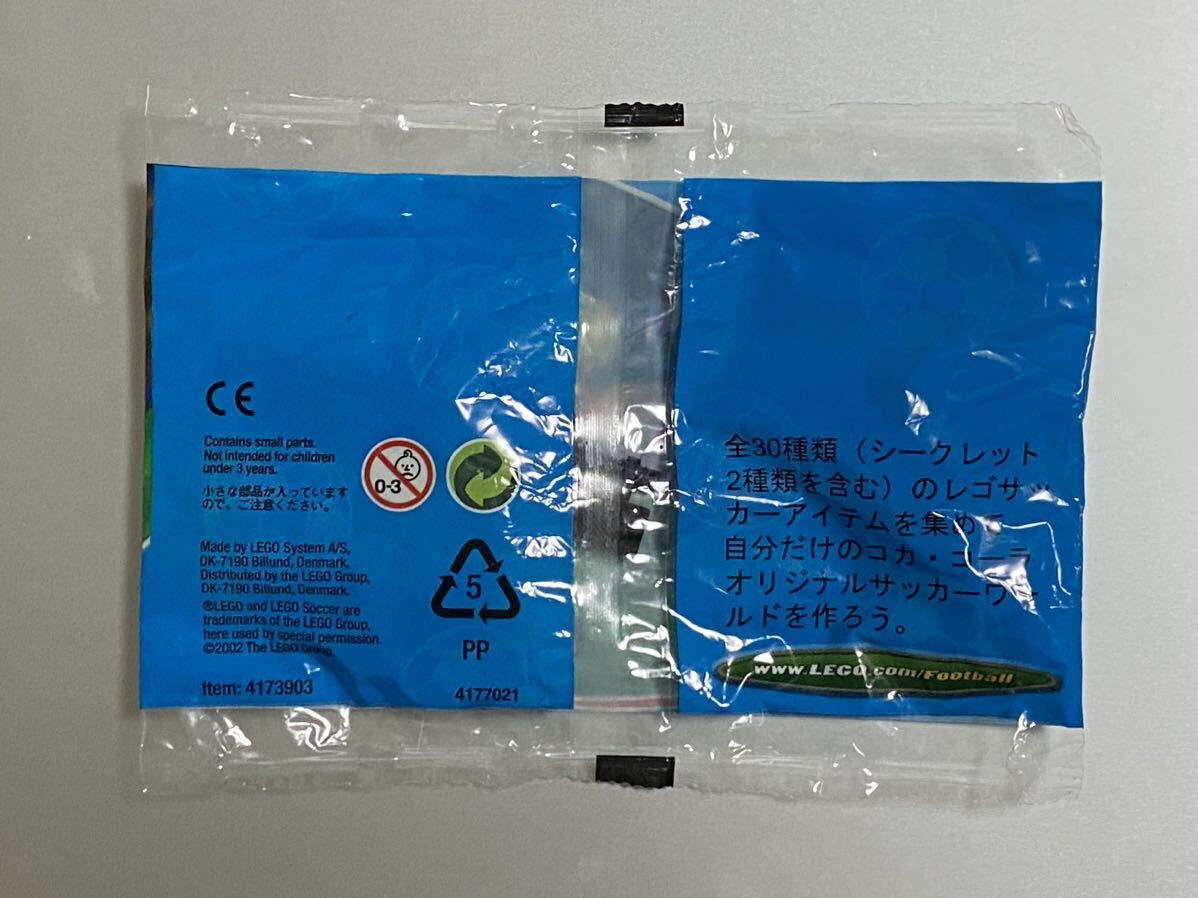 CE
Contains small parts.
Not intended for children
under 3 years.
小さな部品が入っています
ので、ご注意ください。
0-3
Made by LEGO System A/S,
DK-7190 Billund, Denmark.
Distributed by the LEGO Group,
DK-7190 Billund, Denmark.
®LEGO and LEGO Soccer are
trademarks of the LEGO Group,
here used by special permission.
©2002 The LEGO Group.
5
PP
Item: 4173903
4177021
全30種類（シークレット
2種類を含む）のレゴサッ
カーアイテムを集めて
自分だけのコカ・コーラ
オリジナルサッカーワー
ルドを作ろう。
www.LEGO.com/Football